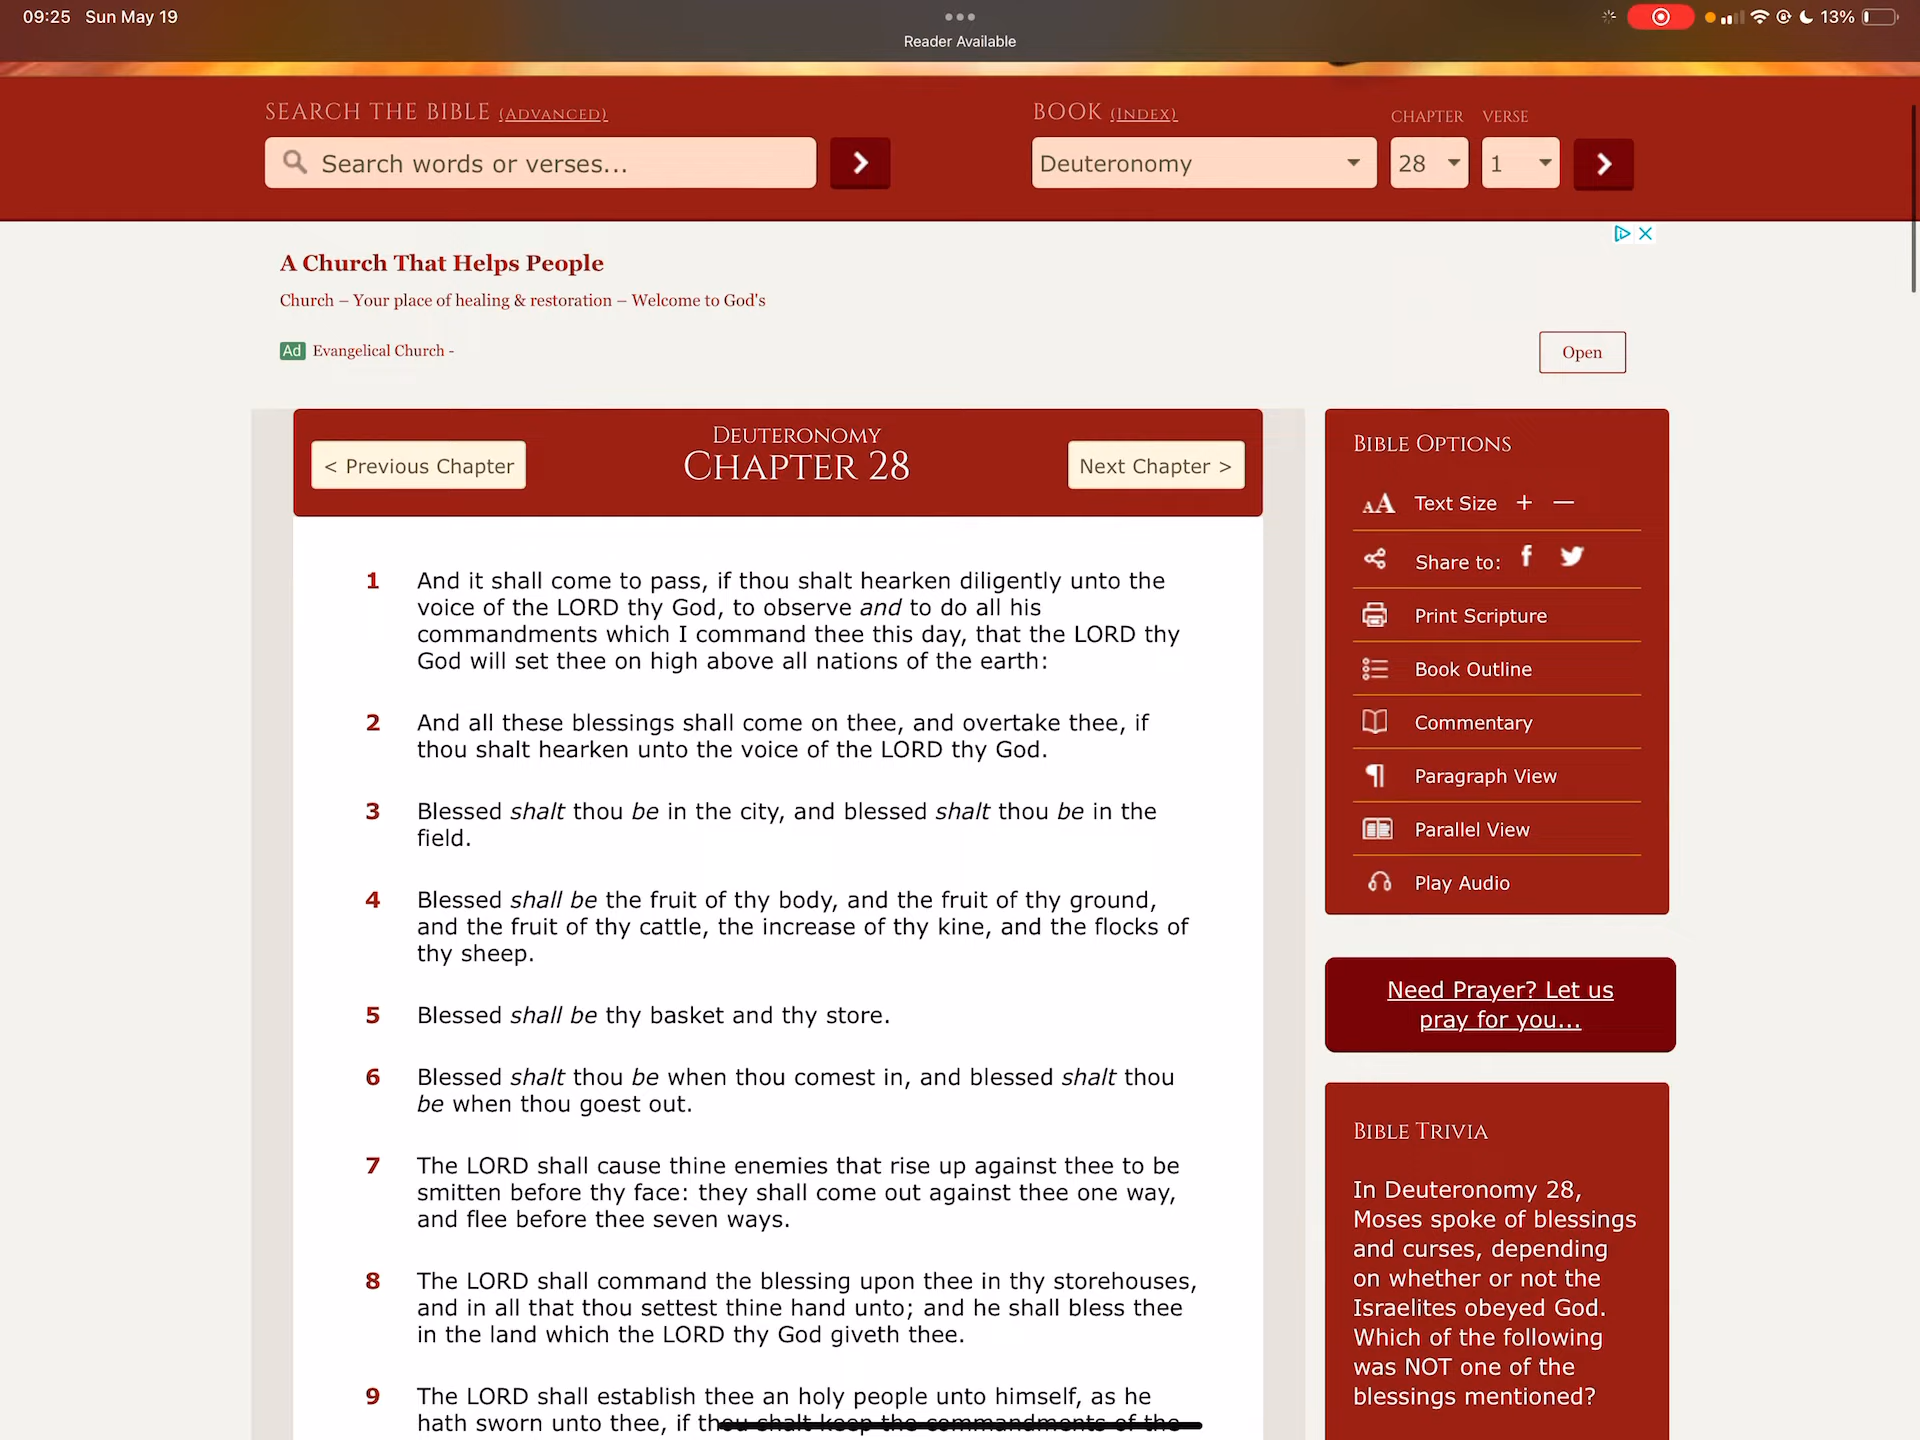 09:25 Sun May 19
13%
Reader Available
SEARCH THE BIBLE (ADVANCED)
Search words or verses...
BOOK (INDEX)
CHAPTER
VERSE
Deuteronomy
28
1
A Church That Helps People
Church – Your place of healing & restoration – Welcome to God's
Ad Evangelical Church -
Open
< Previous Chapter
DEUTERONOMY
CHAPTER 28
Next Chapter >
1 And it shall come to pass, if thou shalt hearken diligently unto the
voice of the LORD thy God, to observe and to do all his
commandments which I command thee this day, that the LORD thy
God will set thee on high above all nations of the earth:
2 And all these blessings shall come on thee, and overtake thee, if
thou shalt hearken unto the voice of the LORD thy God.
3 Blessed shalt thou be in the city, and blessed shalt thou be in the
field.
4 Blessed shall be the fruit of thy body, and the fruit of thy ground,
and the fruit of thy cattle, the increase of thy kine, and the flocks of
thy sheep.
5 Blessed shall be thy basket and thy store.
6 Blessed shalt thou be when thou comest in, and blessed shalt thou
be when thou goest out.
7 The LORD shall cause thine enemies that rise up against thee to be
smitten before thy face: they shall come out against thee one way,
and flee before thee seven ways.
8 The LORD shall command the blessing upon thee in thy storehouses,
and in all that thou settest thine hand unto; and he shall bless thee
in the land which the LORD thy God giveth thee.
9 The LORD shall establish thee an holy people unto himself, as he
hath sworn unto thee, if thou shalt keep the commandments of the
BIBLE OPTIONS
AA Text Size + —
Share to: f
Print Scripture
Book Outline
Commentary
¶ Paragraph View
Parallel View
Play Audio
Need Prayer? Let us
pray for you...
BIBLE TRIVIA
In Deuteronomy 28,
Moses spoke of blessings
and curses, depending
on whether or not the
Israelites obeyed God.
Which of the following
was NOT one of the
blessings mentioned?